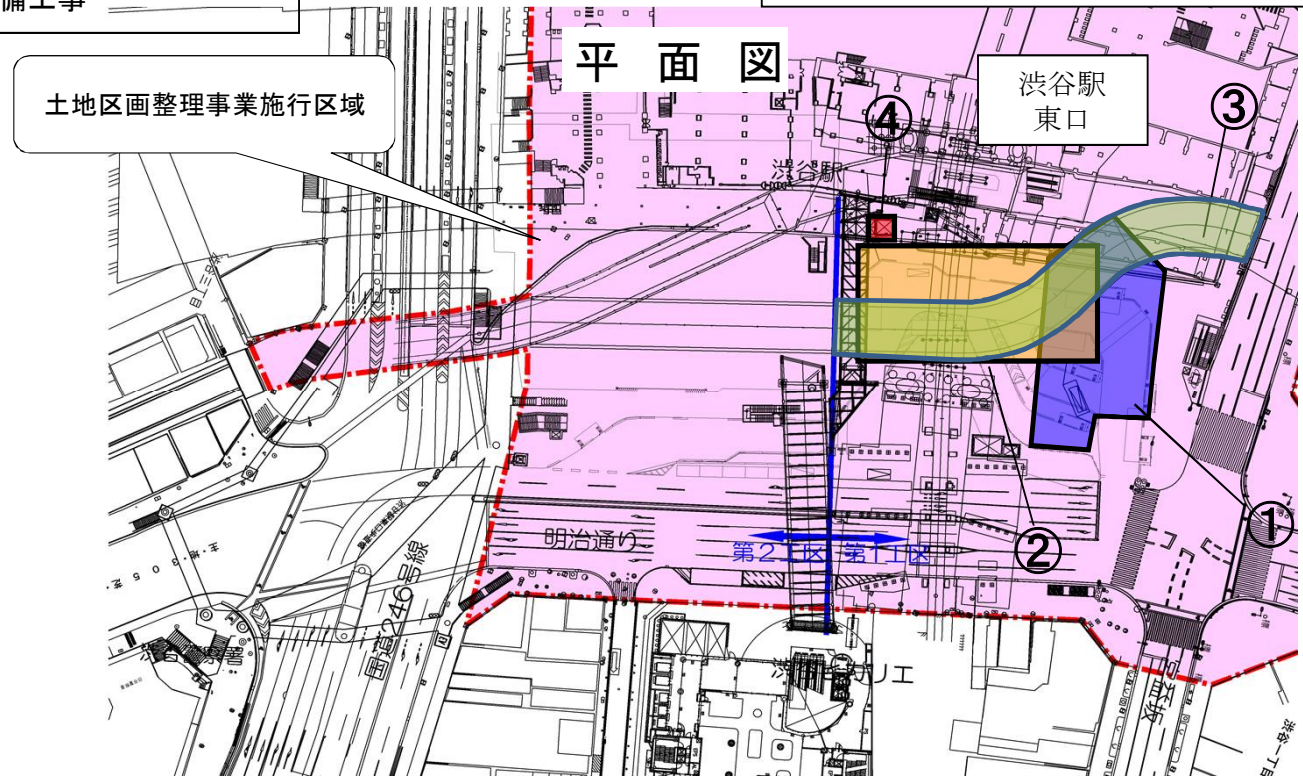 備工事
平 面 図
土地区画整理事業施行区域
渋谷駅
東口
③
④
渋谷駅
①
②
明治通り
第2工区 第1工区
国道246号線